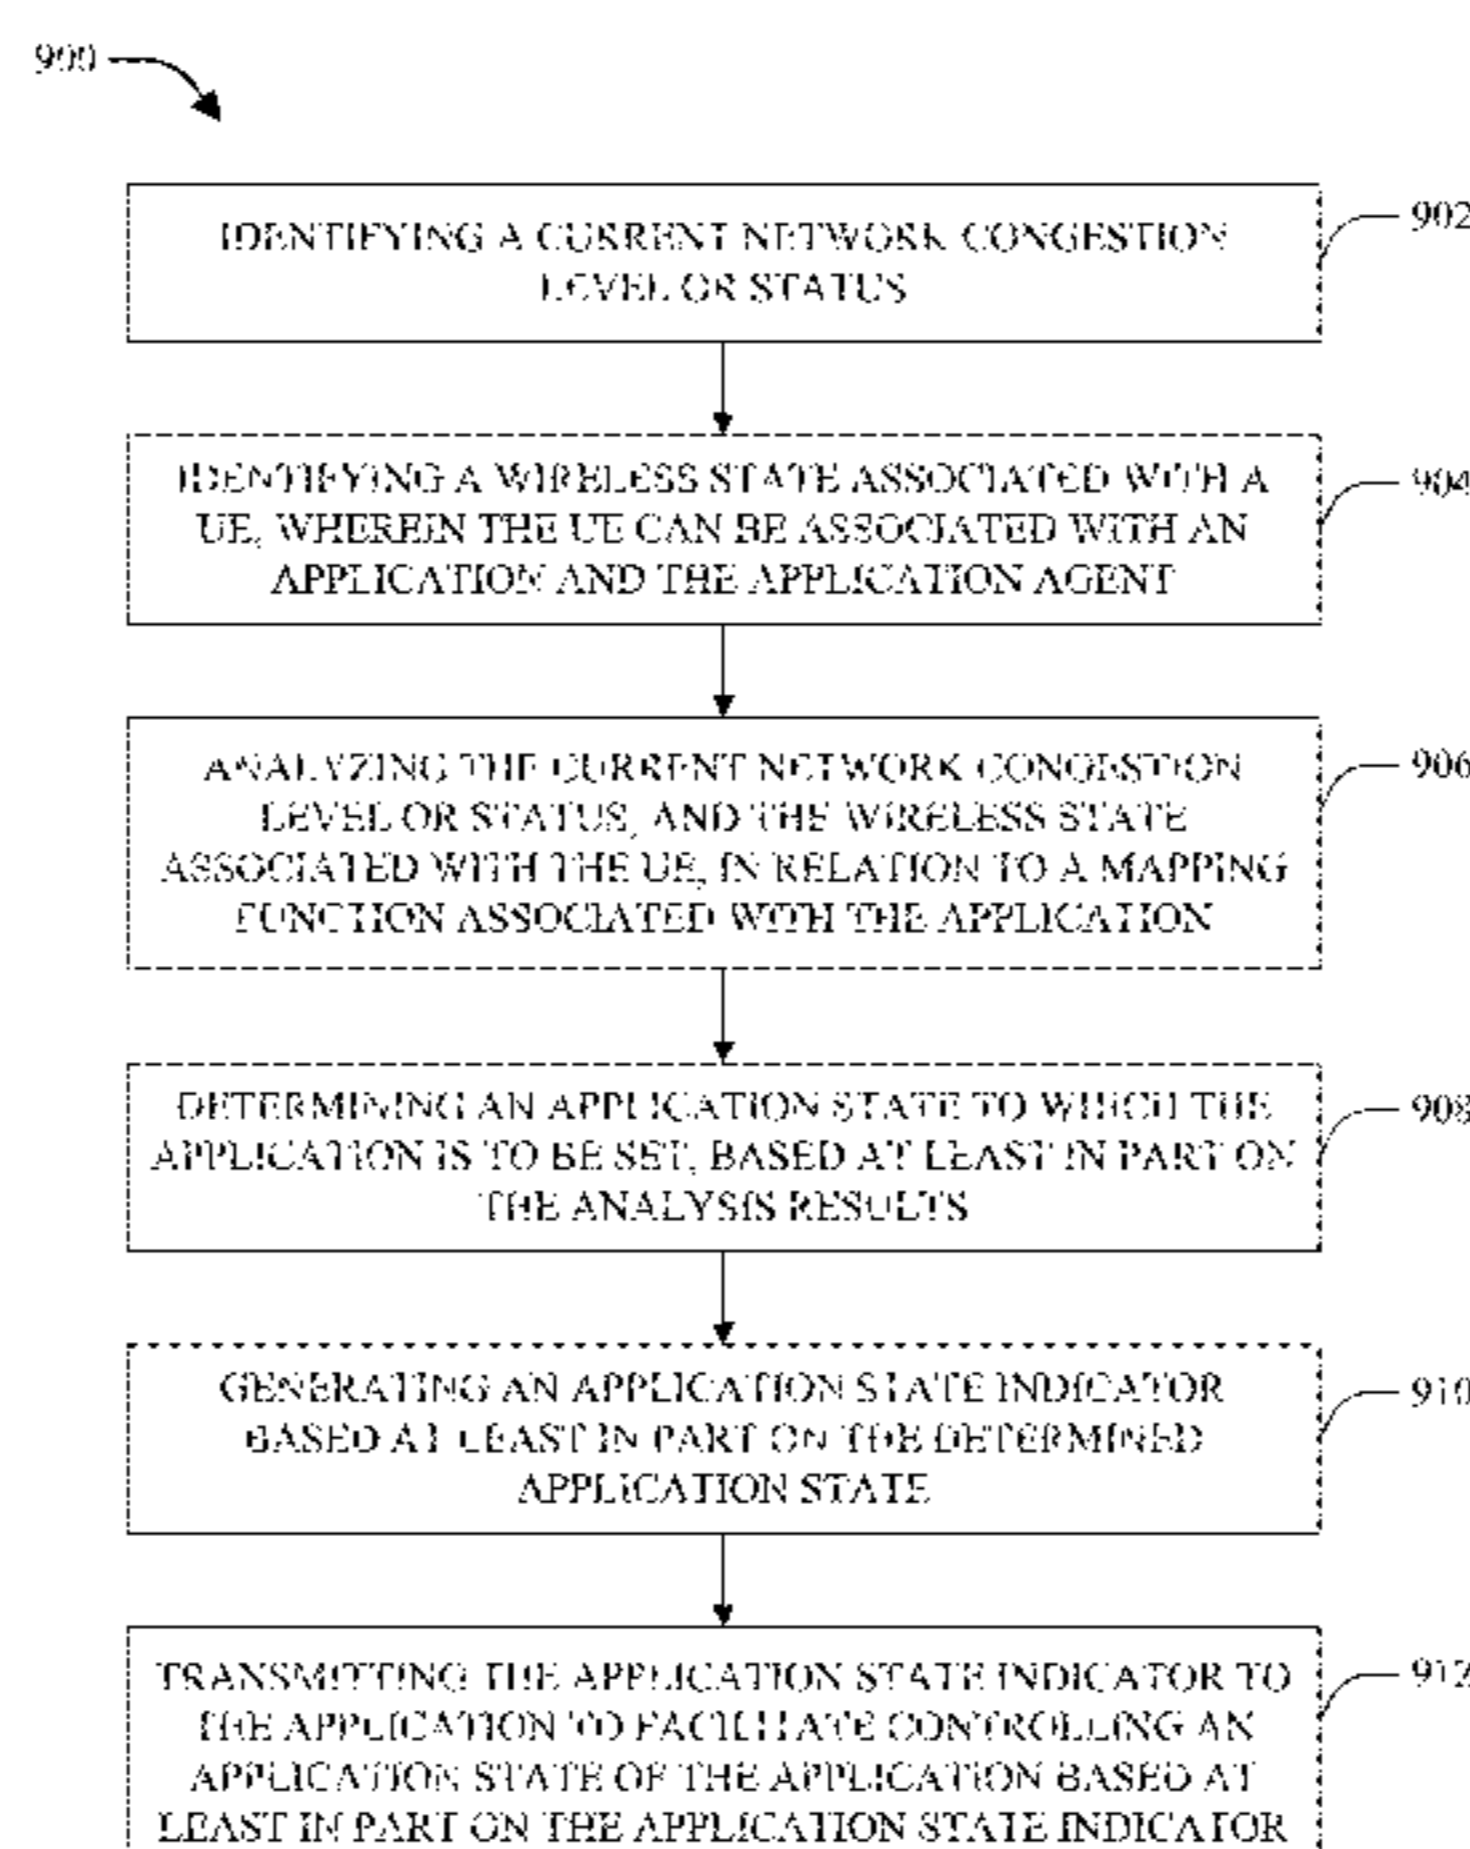 900
IDENTIFYING A CURRENT NETWORK CONGESTION
LEVEL OR STATUS
902
IDENTIFYING A WIRELESS STATE ASSOCIATED WITH A
UE, WHEREIN THE UE CAN BE ASSOCIATED WITH AN
APPLICATION AND THE APPLICATION AGENT
904
ANALYZING THE CURRENT NETWORK CONGESTION
LEVEL OR STATUS, AND THE WIRELESS STATE
ASSOCIATED WITH THE UE, IN RELATION TO A MAPPING
FUNCTION ASSOCIATED WITH THE APPLICATION
906
DETERMINING AN APPLICATION STATE TO WHICH THE
APPLICATION IS TO BE SET, BASED AT LEAST IN PART ON
THE ANALYSIS RESULTS
908
GENERATING AN APPLICATION STATE INDICATOR
BASED AT LEAST IN PART ON THE DETERMINED
APPLICATION STATE
910
TRANSMITTING THE APPLICATION STATE INDICATOR TO
THE APPLICATION TO FACILITATE CONTROLLING AN
APPLICATION STATE OF THE APPLICATION BASED AT
LEAST IN PART ON THE APPLICATION STATE INDICATOR
912